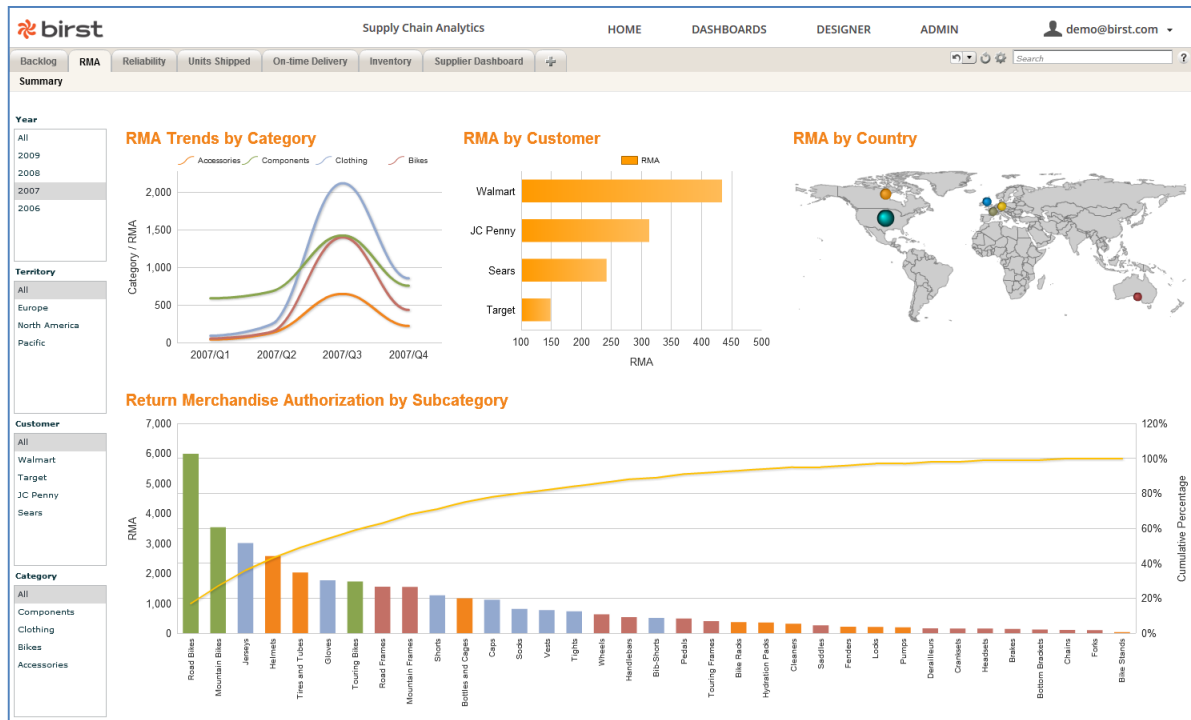 birst
Supply Chain Analytics
HOME
DASHBOARDS
DESIGNER
ADMIN
demo@birst.com
Backlog
RMA
Reliability
Units Shipped
On-time Delivery
Inventory
Supplier Dashboard
Search
?
Summary
Year
All
2009
2008
2007
2006
Territory
All
Europe
North America
Pacific
Customer
All
Walmart
Target
JC Penny
Sears
Category
All
Components
Clothing
Bikes
Accessories
RMA Trends by Category
Accessories Components Clothing Bikes
Category / RMA
2,000
1,500
1,000
500
0
2007/Q1 2007/Q2 2007/Q3 2007/Q4
RMA by Customer
RMA
Walmart
JC Penny
Sears
Target
100 150 200 250 300 350 400 450 500
RMA
RMA by Country
Return Merchandise Authorization by Subcategory
RMA
7,000
6,000
5,000
4,000
3,000
2,000
1,000
0
120%
100%
80%
60%
40%
20%
0%
Cumulative Percentage
Road Bikes
Mountain Bikes
Jerseys
Helmets
Tires and Tubes
Gloves
Touring Bikes
Road Frames
Mountain Frames
Shorts
Bottles and Cages
Caps
Socks
Vests
Tights
Wheels
Handlebars
Bib-Shorts
Pedals
Touring Frames
Bike Racks
Hydration Packs
Cleaners
Saddles
Fenders
Locks
Pumps
Derailleurs
Cranksets
Headsets
Brakes
Bottom Brackets
Chains
Forks
Bike Stands